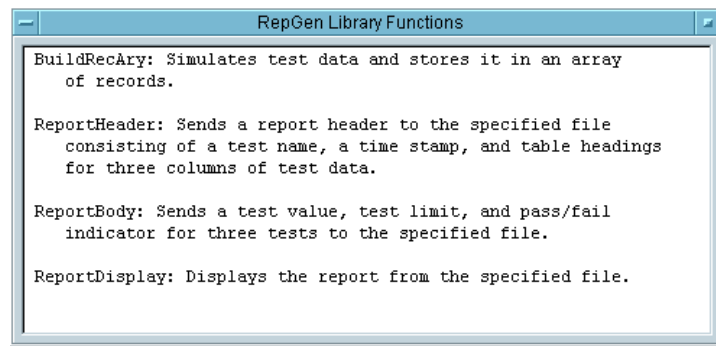 RepGen Library Functions
BuildRecAry: Simulates test data and stores it in an array
of records.
ReportHeader: Sends a report header to the specified file
consisting of a test name, a time stamp, and table headings
for three columns of test data.
ReportBody: Sends a test value, test limit, and pass/fail
indicator for three tests to the specified file.
ReportDisplay: Displays the report from the specified file.